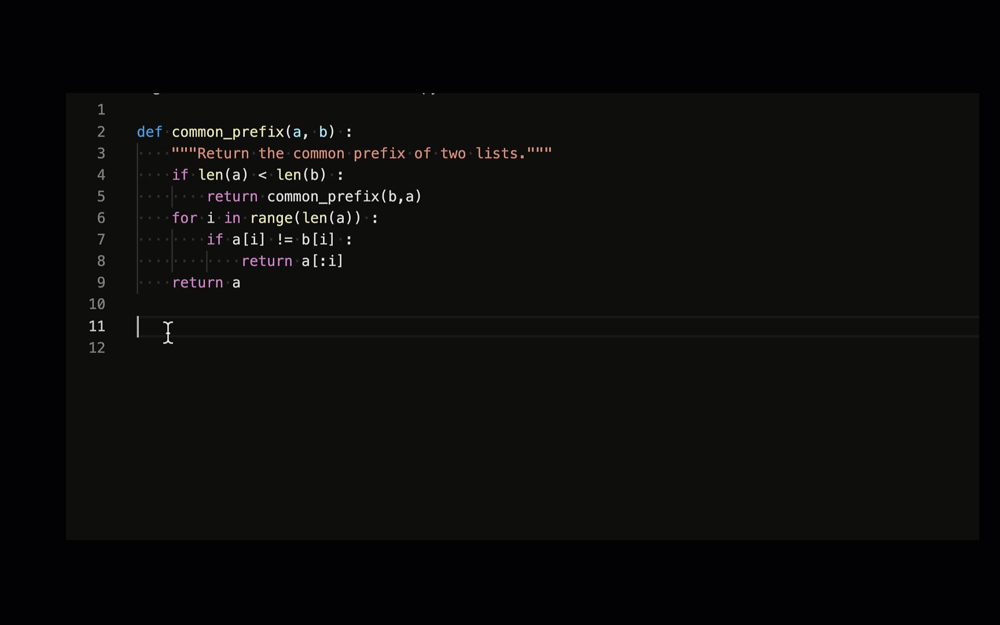 1
2 def common_prefix(a, b) :
3     """Return the common prefix of two lists."""
4     if len(a) < len(b) :
5         return common_prefix(b,a)
6     for i in range(len(a)) :
7         if a[i] != b[i] :
8             return a[:i]
9     return a
10
11
12